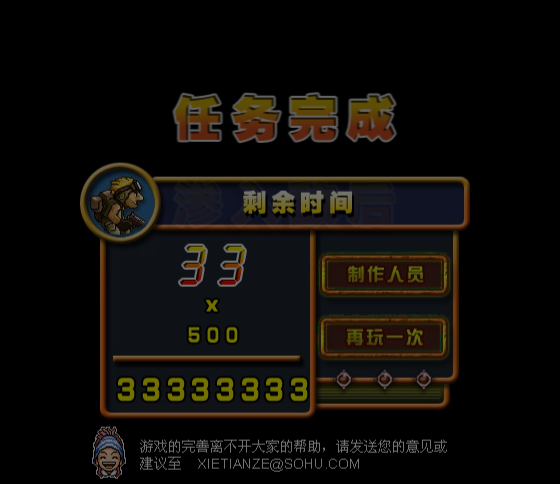 任务完成
剩余时间
33
x
500
33333333
制作人员
再玩一次
游戏的完善离不开大家的帮助，请发送您的意见或
建议至 XIETIANZE@SOHU.COM